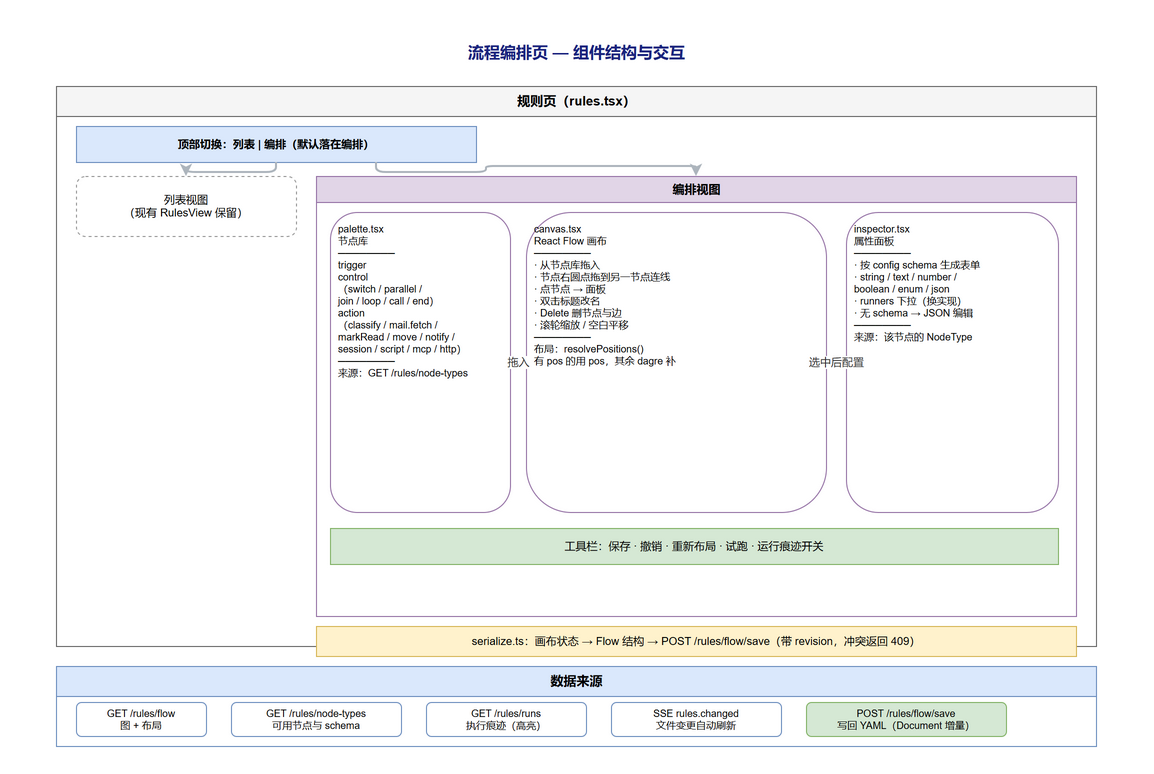 流程编排页 — 组件结构与交互
规则页（rules.tsx）
顶部切换：列表 | 编排（默认落在编排）
列表视图
（现有 RulesView 保留）
编排视图
palette.tsx
节点库
trigger
control
（switch / parallel /
join / loop / call / end）
action
（classify / mail.fetch /
markRead / move / notify /
session / script / mcp / http）
来源：GET /rules/node-types
拖入
canvas.tsx
React Flow 画布
· 从节点库拖入
· 节点右圆点拖到另一节点连线
· 点节点 → 面板
· 双击标题改名
· Delete 删节点与边
· 滚轮缩放 / 空白平移
布局：resolvePositions()
有 pos 的用 pos，其余 dagre 补
选中后配置
inspector.tsx
属性面板
· 按 config schema 生成表单
· string / text / number /
boolean / enum / json
· runners 下拉（换实现）
· 无 schema → JSON 编辑
来源：该节点的 NodeType
工具栏：保存 · 撤销 · 重新布局 · 试跑 · 运行痕迹开关
serialize.ts：画布状态 → Flow 结构 → POST /rules/flow/save（带 revision，冲突返回 409）
数据来源
GET /rules/flow
图 + 布局
GET /rules/node-types
可用节点与 schema
GET /rules/runs
执行痕迹（高亮）
SSE rules.changed
文件变更自动刷新
POST /rules/flow/save
写回 YAML（Document 增量）